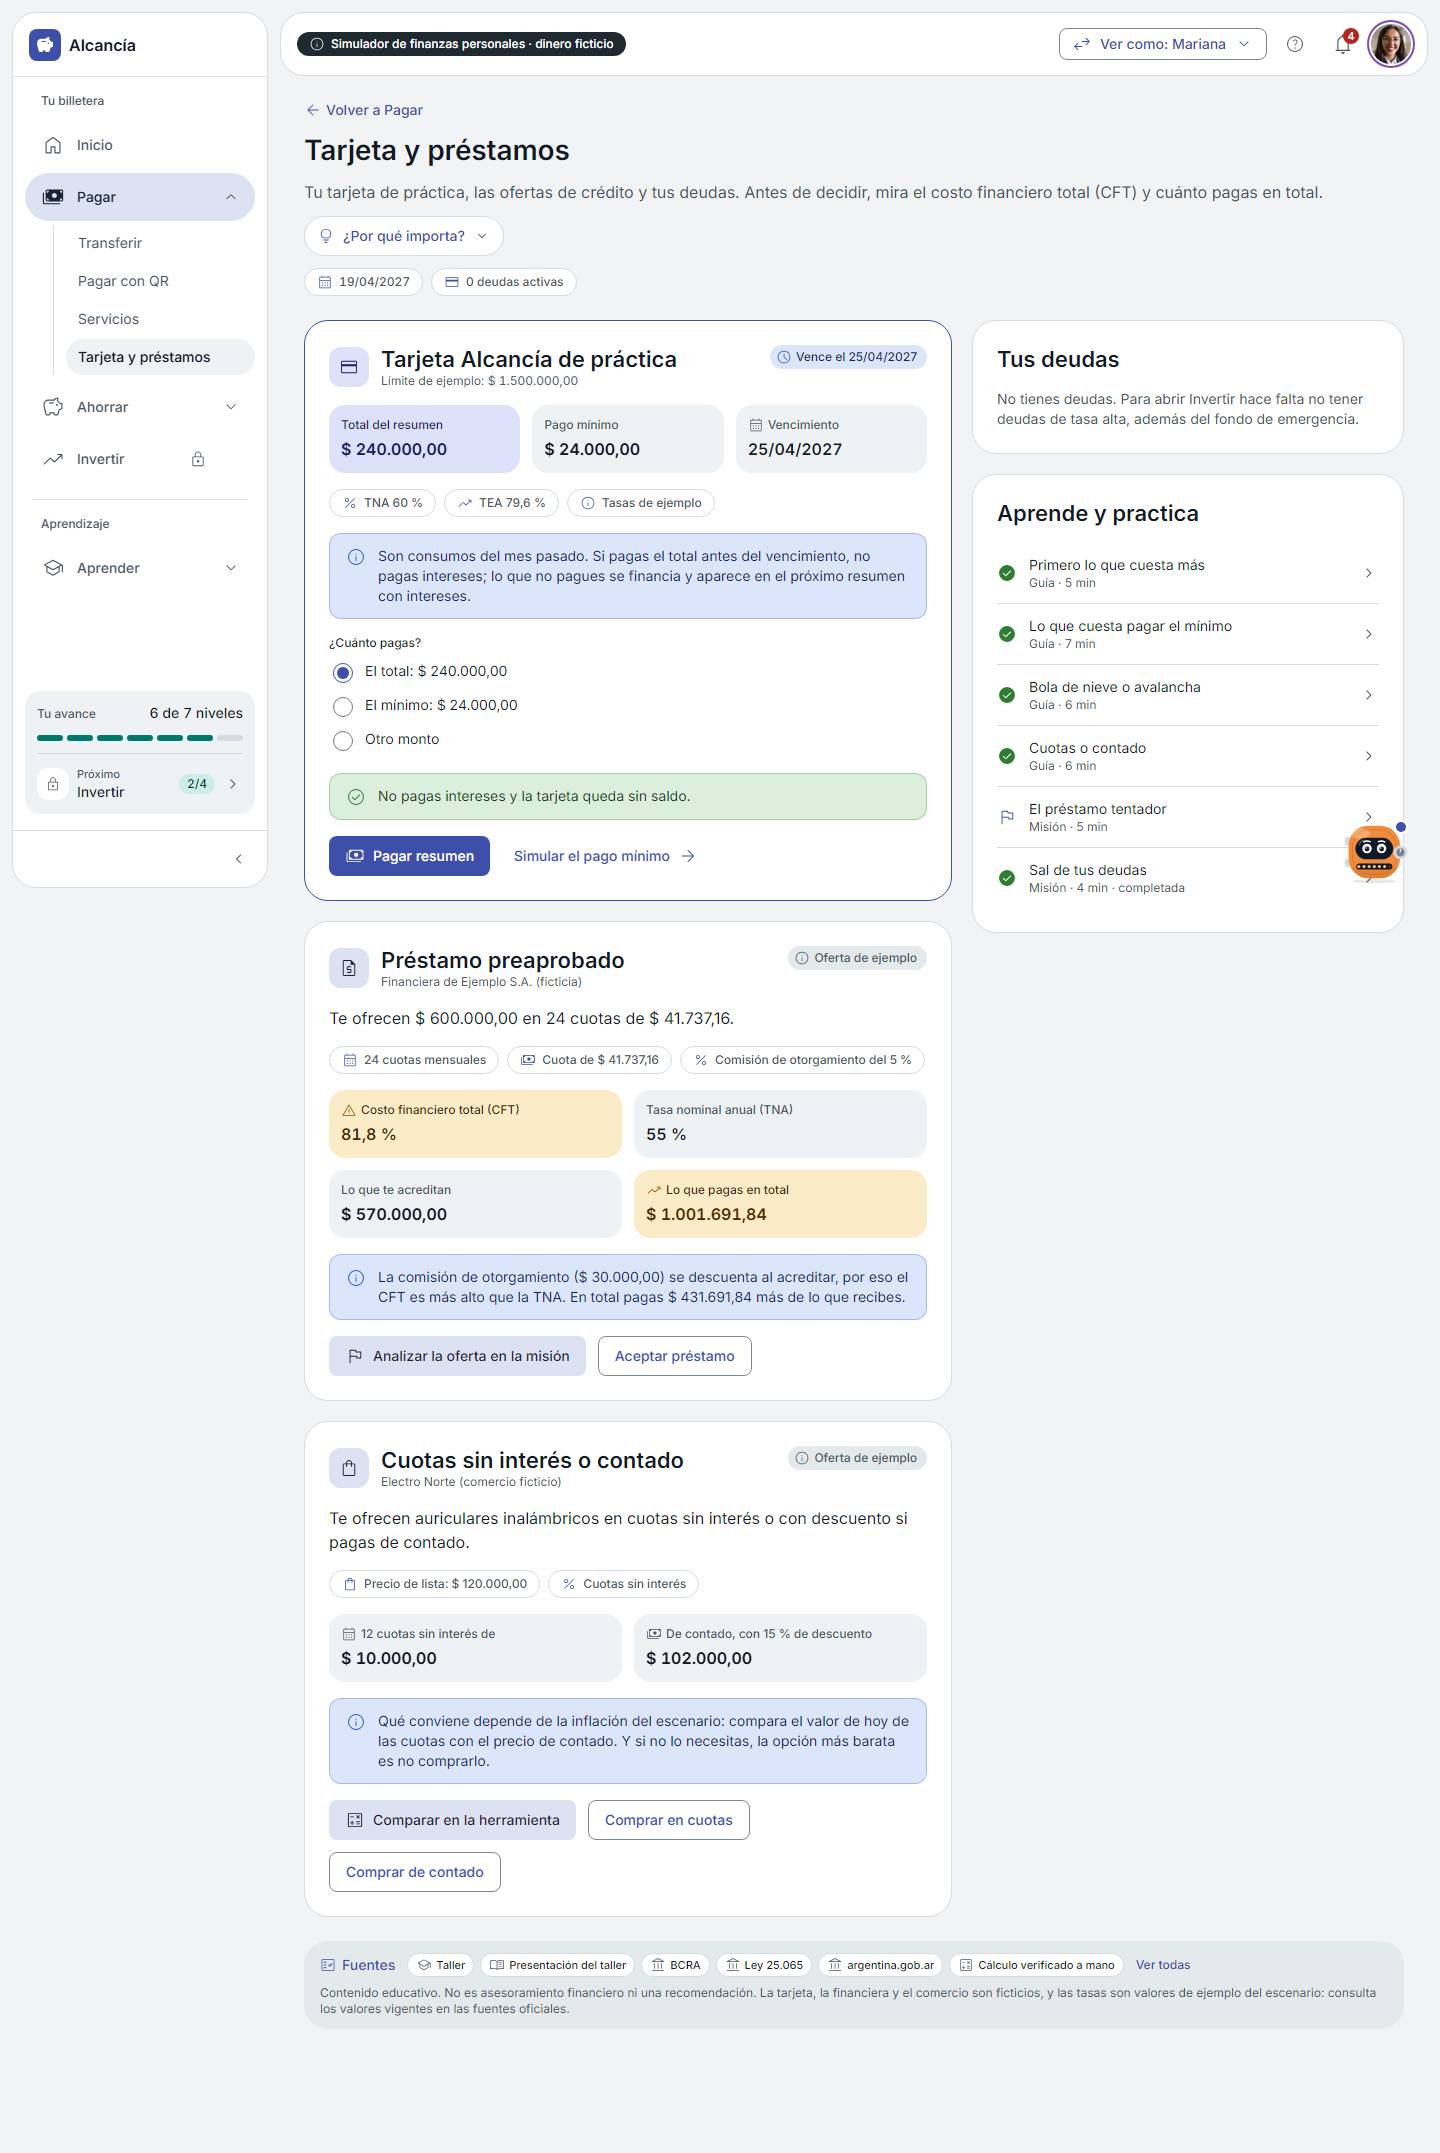 Alcancía
Tu billetera
Inicio
Pagar
Transferir
Pagar con QR
Servicios
Tarjeta y préstamos
Ahorrar
Invertir
Aprendizaje
Aprender
Tu avance
6 de 7 niveles
Próximo
Invertir
2/4
Simulador de finanzas personales · dinero ficticio
Ver como: Mariana
4
Volver a Pagar
Tarjeta y préstamos
Tu tarjeta de práctica, las ofertas de crédito y tus deudas. Antes de decidir, mira el costo financiero total (CFT) y cuánto pagas en total.
¿Por qué importa?
19/04/2027
0 deudas activas
Tarjeta Alcancía de práctica
Límite de ejemplo: $ 1.500.000,00
Vence el 25/04/2027
Total del resumen
$ 240.000,00
Pago mínimo
$ 24.000,00
Vencimiento
25/04/2027
TNA 60 %
TEA 79,6 %
Tasas de ejemplo
Son consumos del mes pasado. Si pagas el total antes del vencimiento, no
pagas intereses; lo que no pagues se financia y aparece en el próximo resumen
con intereses.
¿Cuánto pagas?
El total: $ 240.000,00
El mínimo: $ 24.000,00
Otro monto
No pagas intereses y la tarjeta queda sin saldo.
Pagar resumen
Simular el pago mínimo
Préstamo preaprobado
Financiera de Ejemplo S.A. (ficticia)
Oferta de ejemplo
Te ofrecen $ 600.000,00 en 24 cuotas de $ 41.737,16.
24 cuotas mensuales
Cuota de $ 41.737,16
Comisión de otorgamiento del 5 %
Costo financiero total (CFT)
81,8 %
Tasa nominal anual (TNA)
55 %
Lo que te acreditan
$ 570.000,00
Lo que pagas en total
$ 1.001.691,84
La comisión de otorgamiento ($ 30.000,00) se descuenta al acreditar, por eso el
CFT es más alto que la TNA. En total pagas $ 431.691,84 más de lo que recibes.
Analizar la oferta en la misión
Aceptar préstamo
Cuotas sin interés o contado
Electro Norte (comercio ficticio)
Oferta de ejemplo
Te ofrecen auriculares inalámbricos en cuotas sin interés o con descuento si
pagas de contado.
Precio de lista: $ 120.000,00
Cuotas sin interés
12 cuotas sin interés de
$ 10.000,00
De contado, con 15 % de descuento
$ 102.000,00
Qué conviene depende de la inflación del escenario: compara el valor de hoy de
las cuotas con el precio de contado. Y si no lo necesitas, la opción más barata
es no comprarlo.
Comparar en la herramienta
Comprar en cuotas
Comprar de contado
Tus deudas
No tienes deudas. Para abrir Invertir hace falta no tener
deudas de tasa alta, además del fondo de emergencia.
Aprende y practica
Primero lo que cuesta más
Guía · 5 min
Lo que cuesta pagar el mínimo
Guía · 7 min
Bola de nieve o avalancha
Guía · 6 min
Cuotas o contado
Guía · 6 min
El préstamo tentador
Misión · 5 min
Sal de tus deudas
Misión · 4 min · completada
Fuentes
Taller
Presentación del taller
BCRA
Ley 25.065
argentina.gob.ar
Cálculo verificado a mano
Ver todas
Contenido educativo. No es asesoramiento financiero ni una recomendación. La tarjeta, la financiera y el comercio son ficticios, y las tasas son valores de ejemplo del escenario: consulta
los valores vigentes en las fuentes oficiales.